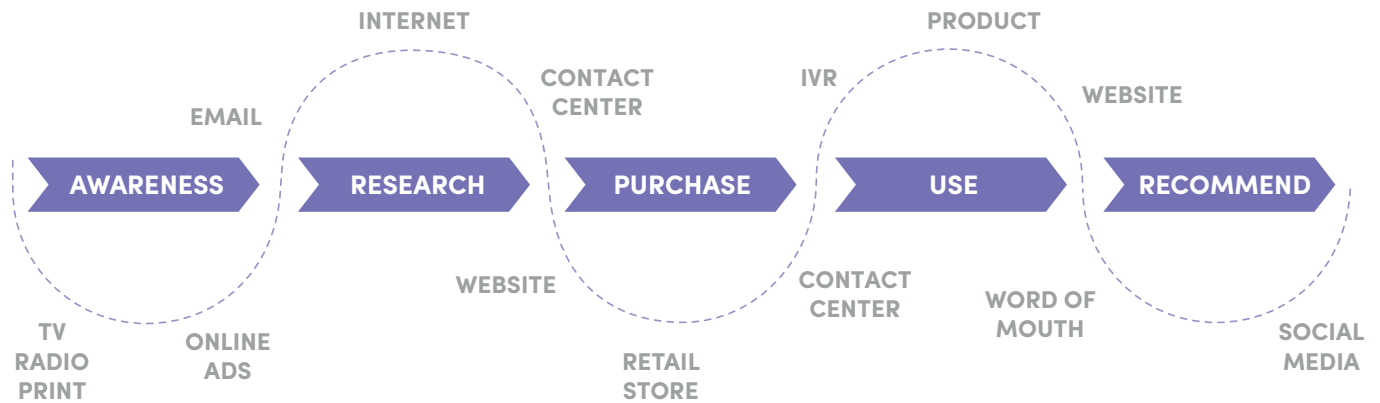 INTERNET
PRODUCT
CONTACT
CENTER
IVR
WEBSITE
EMAIL
AWARENESS
RESEARCH
PURCHASE
USE
RECOMMEND
WEBSITE
CONTACT
CENTER
WORD OF
MOUTH
TV
RADIO
PRINT
ONLINE
ADS
RETAIL
STORE
SOCIAL
MEDIA